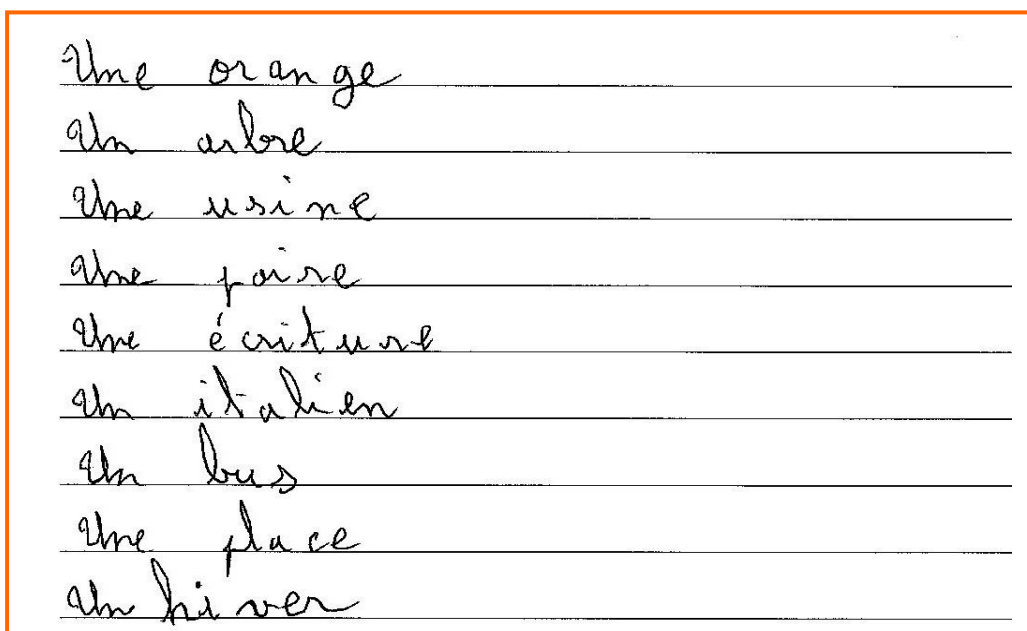 Une orange
Un arbre
Une usine
Une poire
Une écriture
Un italien
Un bus
Une place
Un hiver